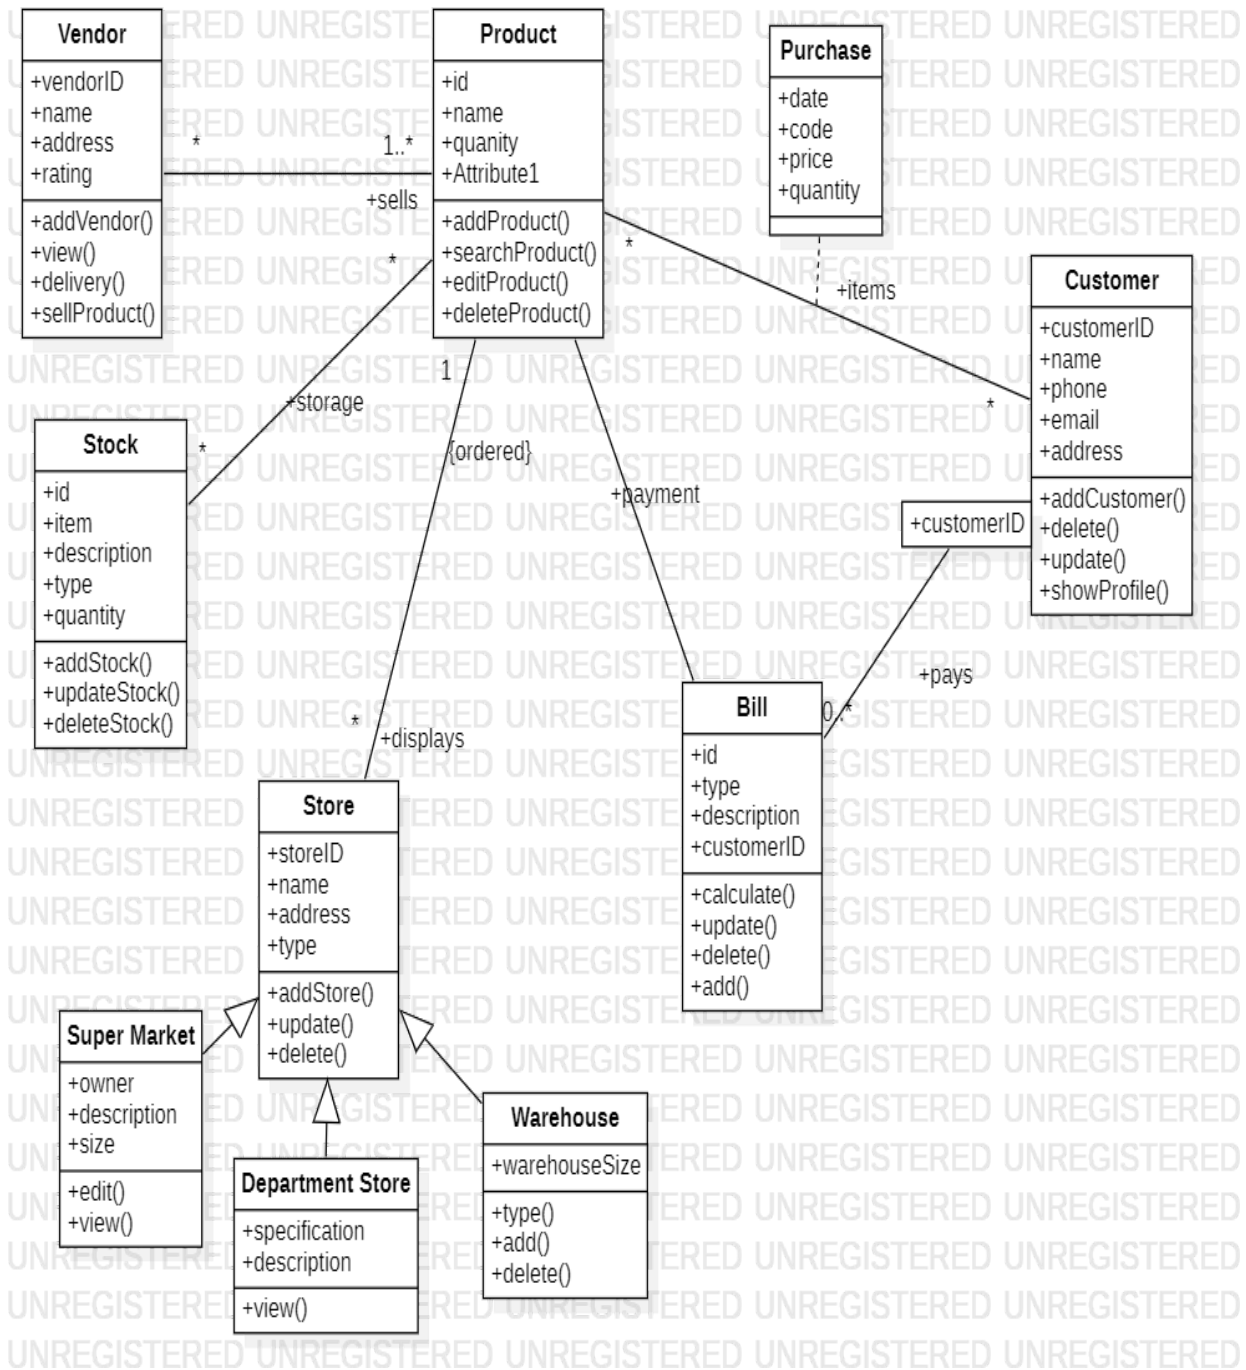 Vendor
+vendorID
+name
+address
+rating
+addVendor()
+view()
+delivery()
+sellProduct()
*
1..*
+sells
Product
+id
+name
+quanity
+Attribute1
+addProduct()
+searchProduct()
+editProduct()
+deleteProduct()
Purchase
+date
+code
+price
+quantity
*
+items
*
Customer
+customerID
+name
+phone
+email
+address
+addCustomer()
+delete()
+update()
+showProfile()
+customerID
*
+storage
*
Stock
+id
+item
+description
+type
+quantity
+addStock()
+updateStock()
+deleteStock()
1
{ordered}
*
+displays
+payment
+pays
0..*
Bill
+id
+type
+description
+customerID
+calculate()
+update()
+delete()
+add()
Store
+storeID
+name
+address
+type
+addStore()
+update()
+delete()
Super Market
+owner
+description
+size
+edit()
+view()
Department Store
+specification
+description
+view()
Warehouse
+warehouseSize
+type()
+add()
+delete()
UNREGISTERED